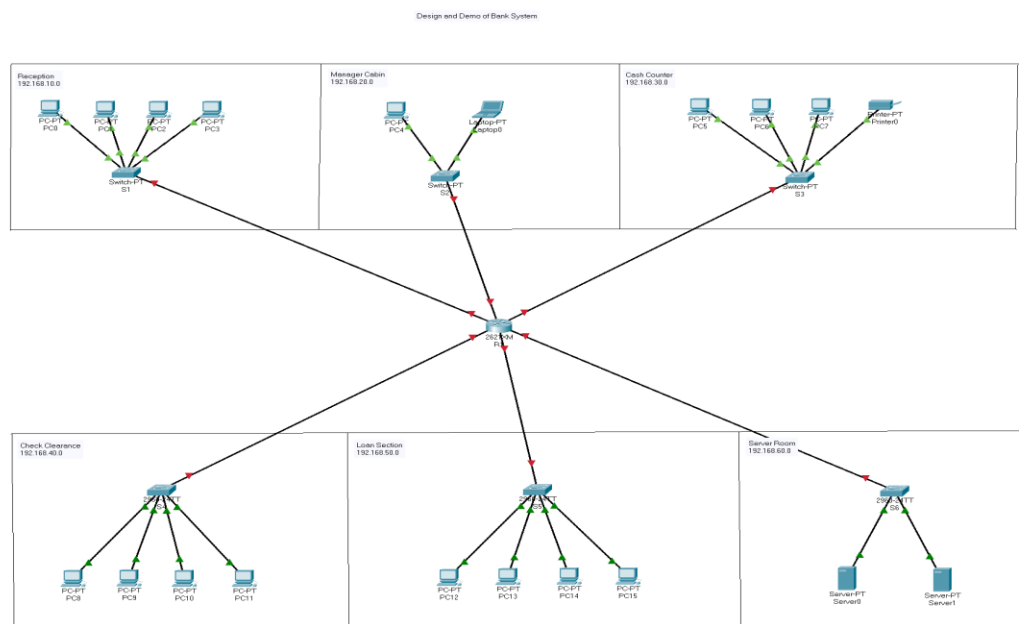 Design and Demo of Bank System
Reception
192.168.10.0
Manager Cabin
192.168.20.0
Cash Counter
192.168.30.0
PC-PT
PC0
PC-PT
PC-PT
PC2
PC-PT
PC3
PC-PT
PC4
Laptop-PT
Laptop0
PC-PT
PC5
PC-PT
PC6
PC-PT
PC7
Printer-PT
Printer0
Switch-PT
S1
Switch-PT
Switch-PT
S3
Check Clearance
192.168.40.0
Loan Section
192.168.50.0
Server Room
192.168.60.0
S4
S5
S6
PC-PT
PC8
PC-PT
PC9
PC-PT
PC10
PC-PT
PC11
PC-PT
PC12
PC-PT
PC13
PC-PT
PC14
PC-PT
PC15
Server-PT
Server0
Server-PT
Server1